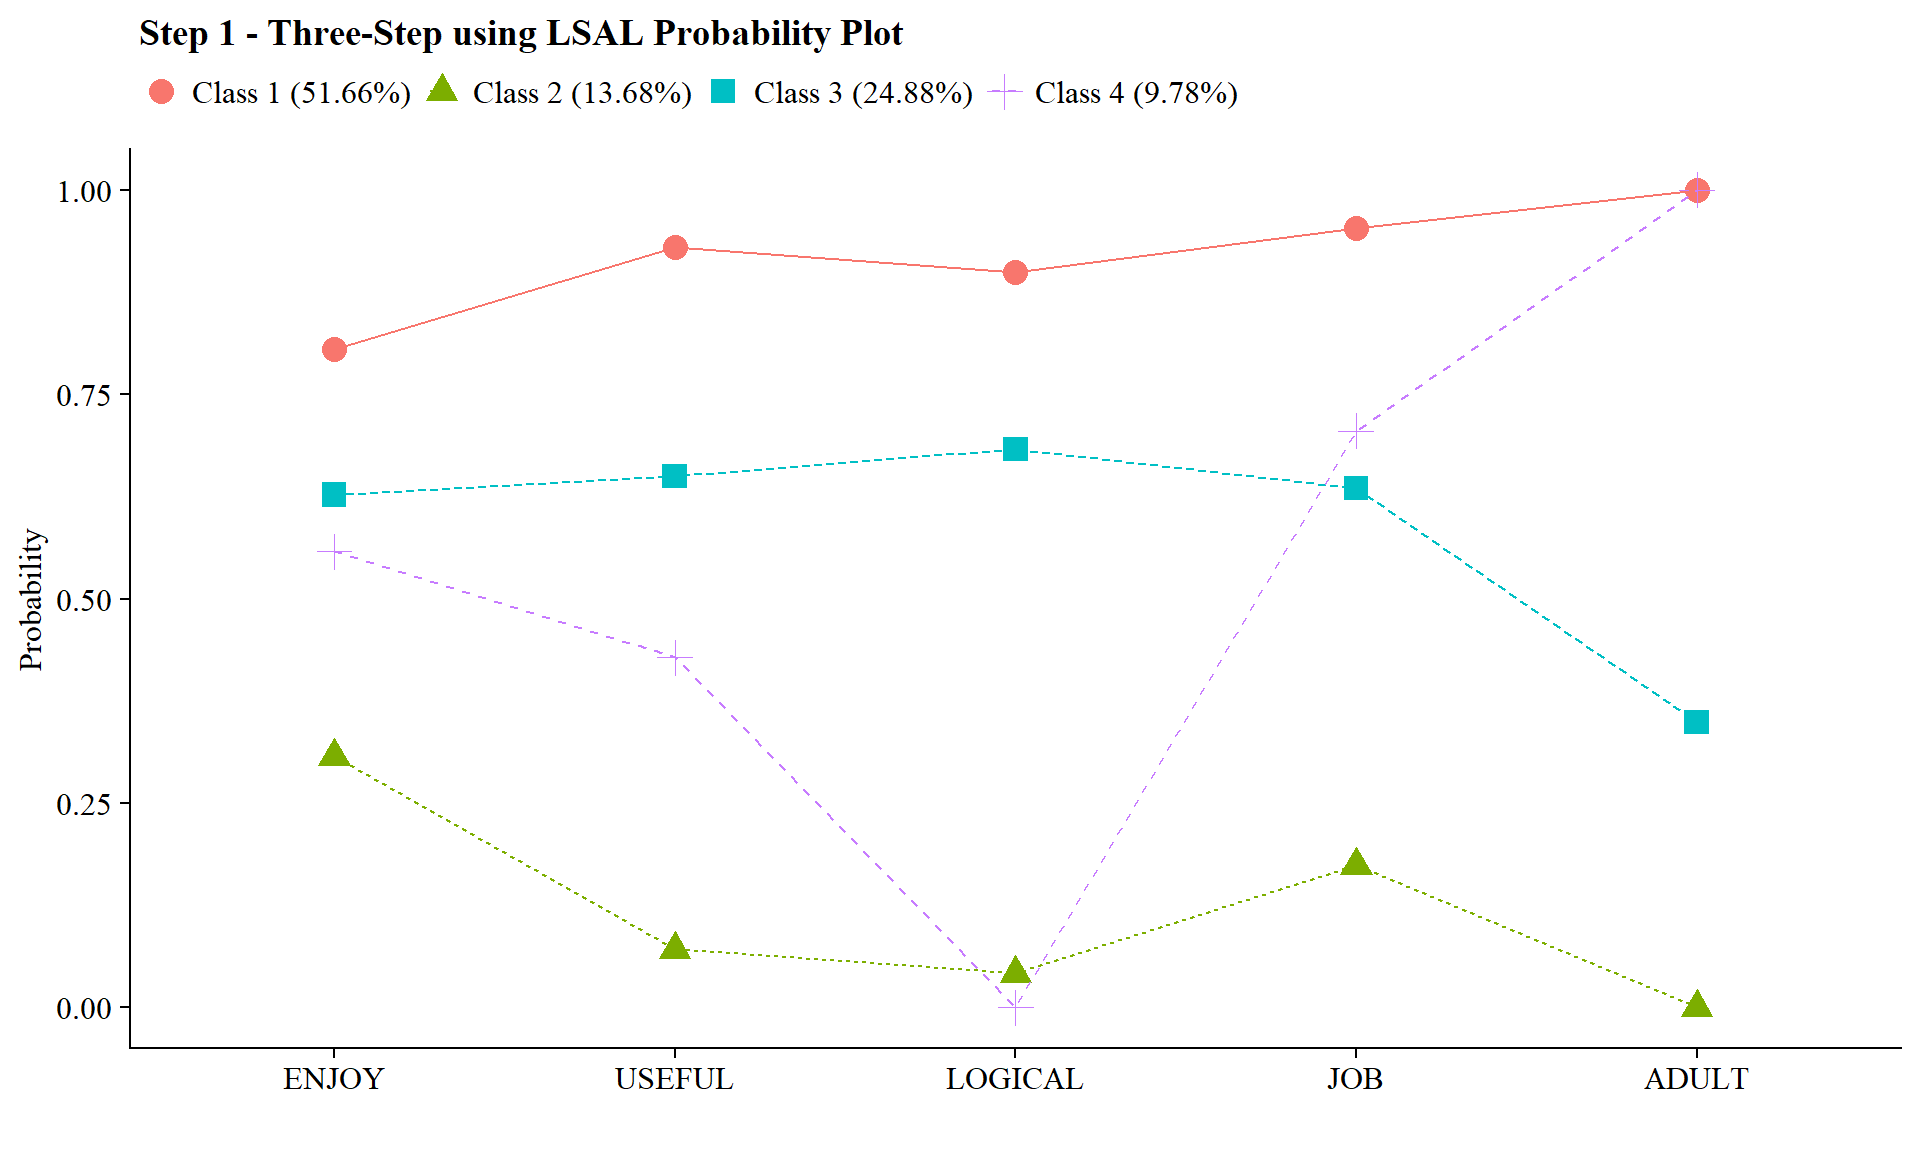 Step 1 - Three-Step using LSAL Probability Plot
Class 1 (51.66%) Class 2 (13.68%) Class 3 (24.88%) Class 4 (9.78%)
1.00
0.75
0.50
0.25
0.00
Probability
ENJOY USEFUL LOGICAL JOB ADULT